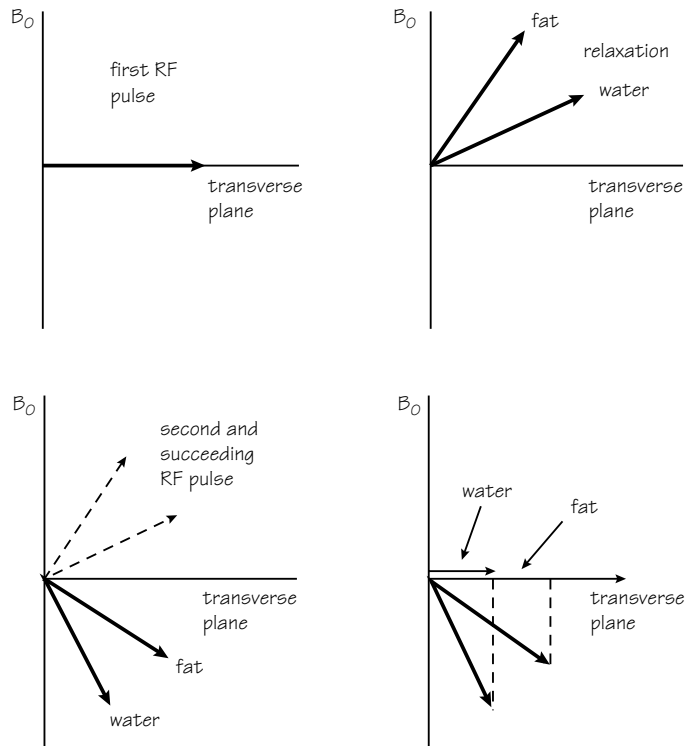 B0
first RF
pulse
transverse
plane
B0
fat
relaxation
water
transverse
plane
B0
second and
succeeding
RF pulse
transverse
plane
fat
water
B0
water
fat
transverse
plane